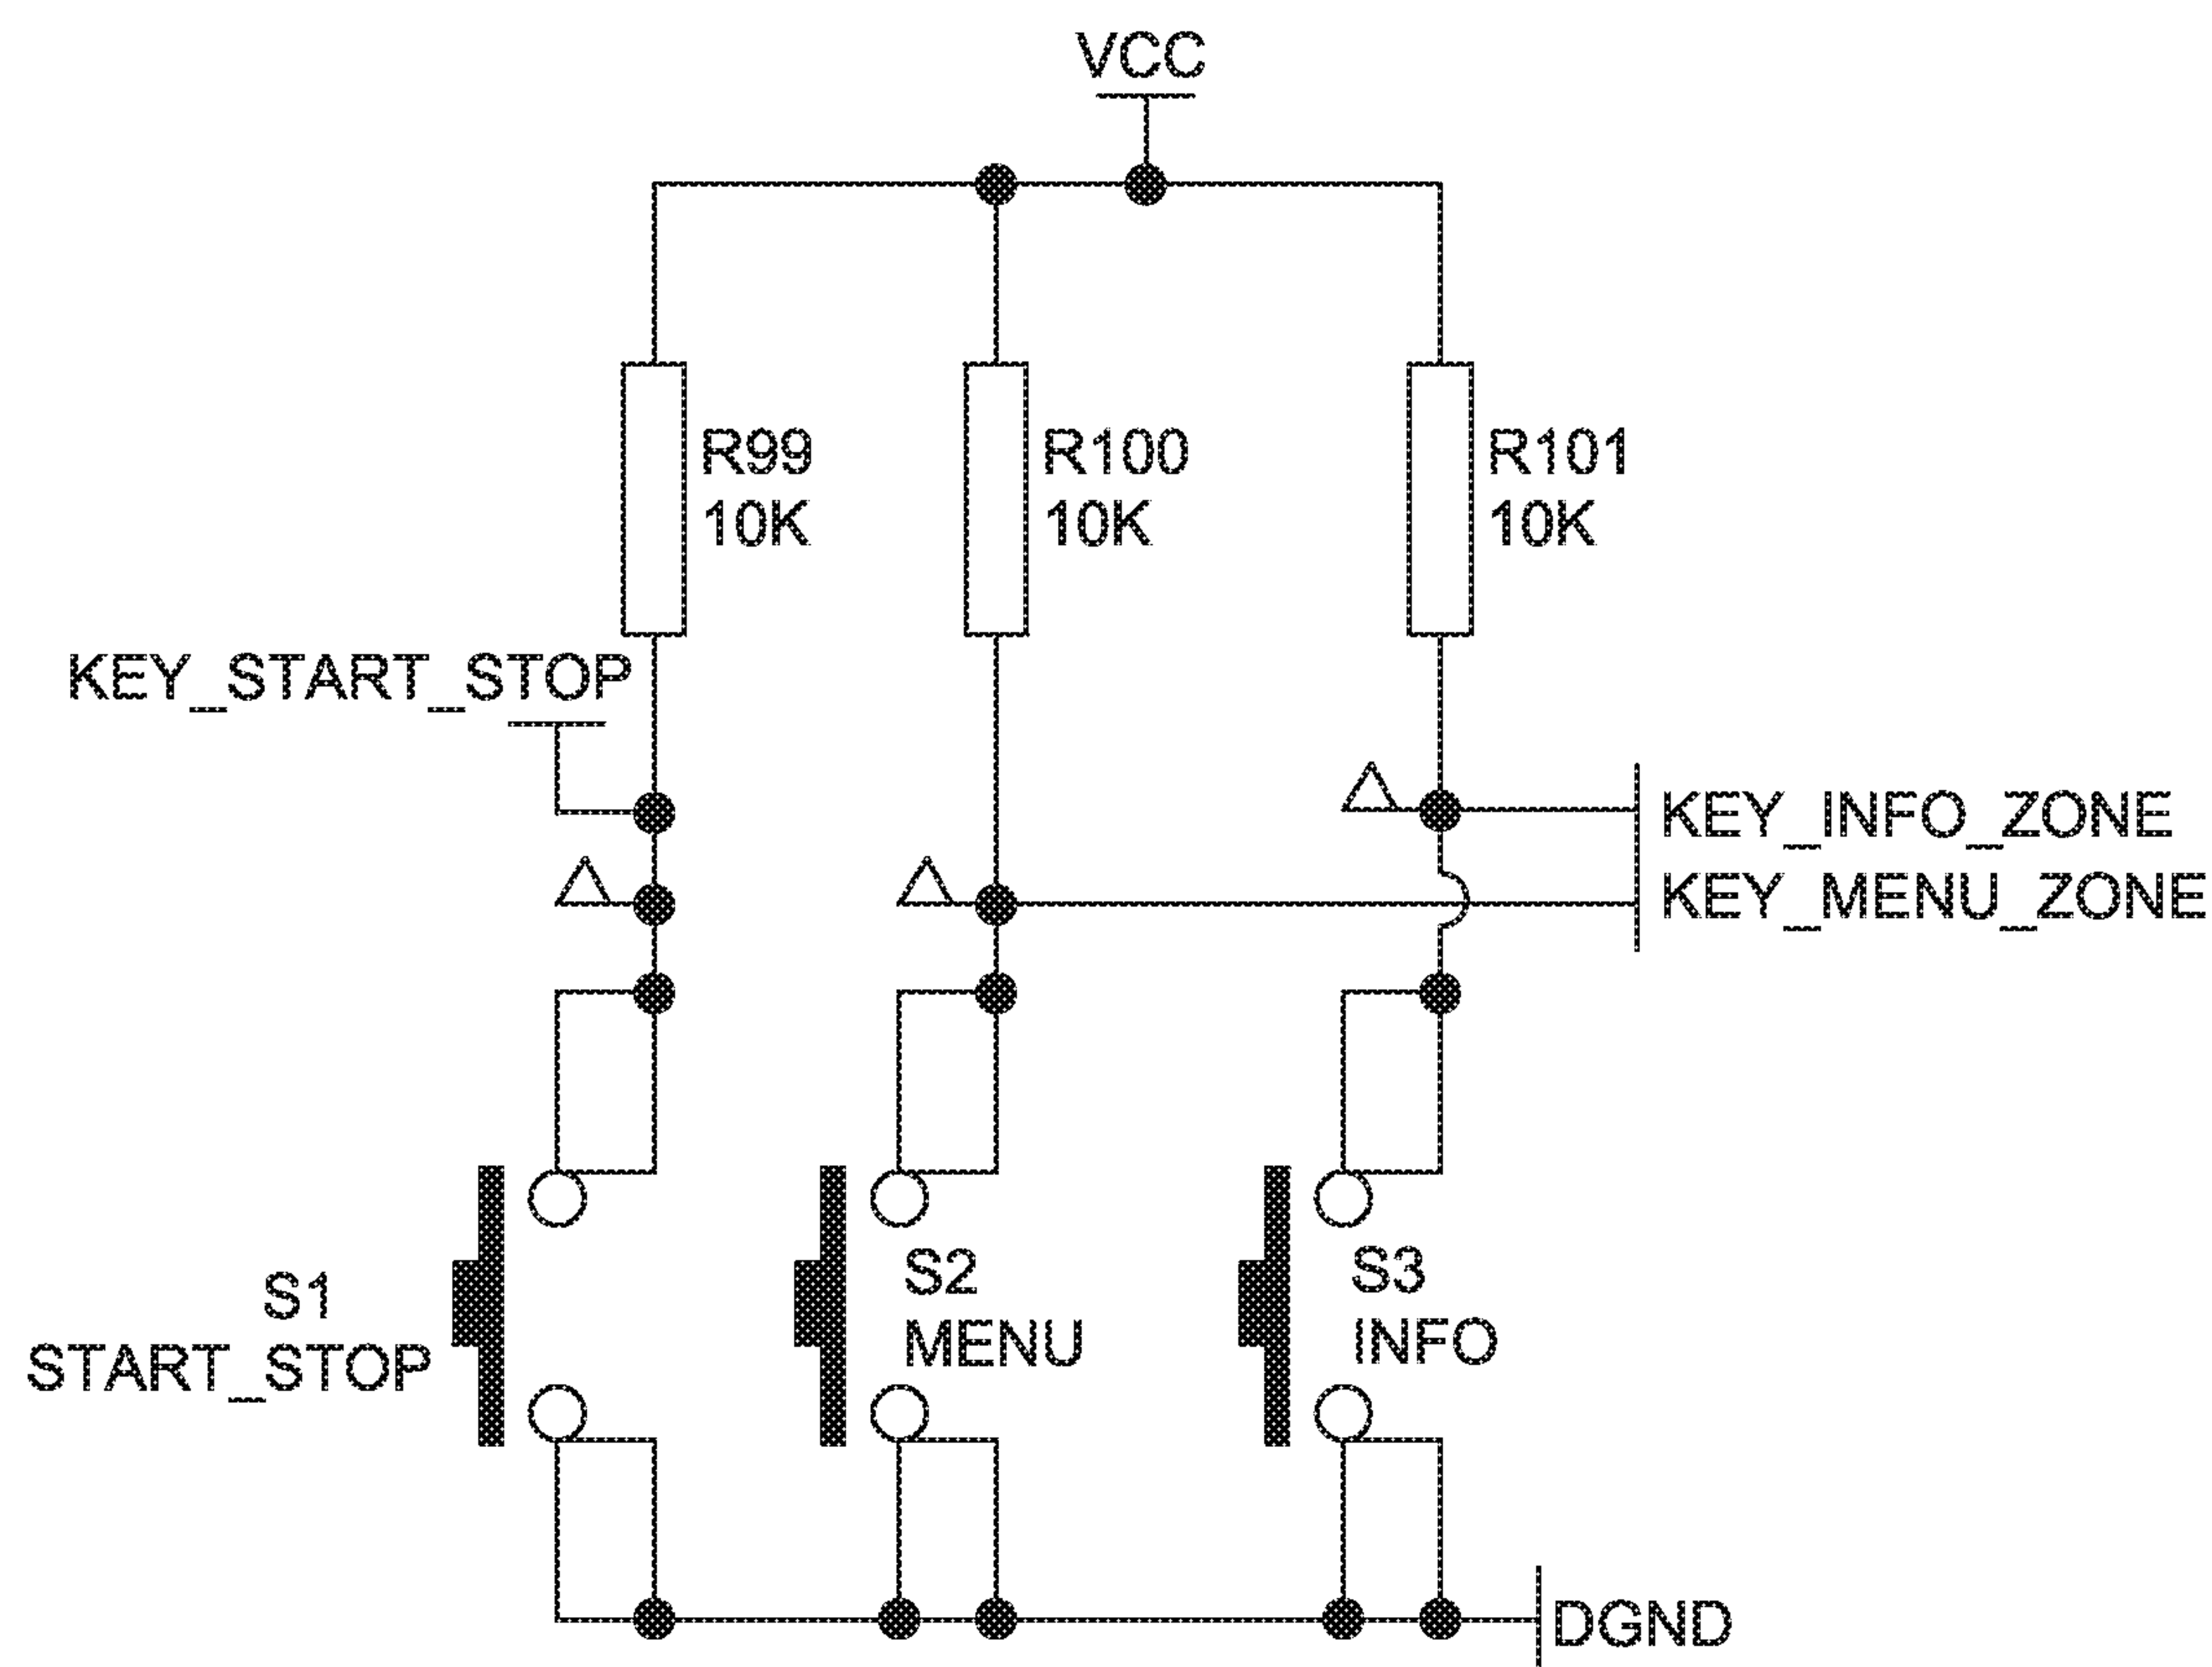 VCC
R99
10K
R100
10K
R101
10K
KEY_START_STOP
KEY_INFO_ZONE
KEY_MENU_ZONE
S1
START_STOP
S2
MENU
S3
INFO
DGND